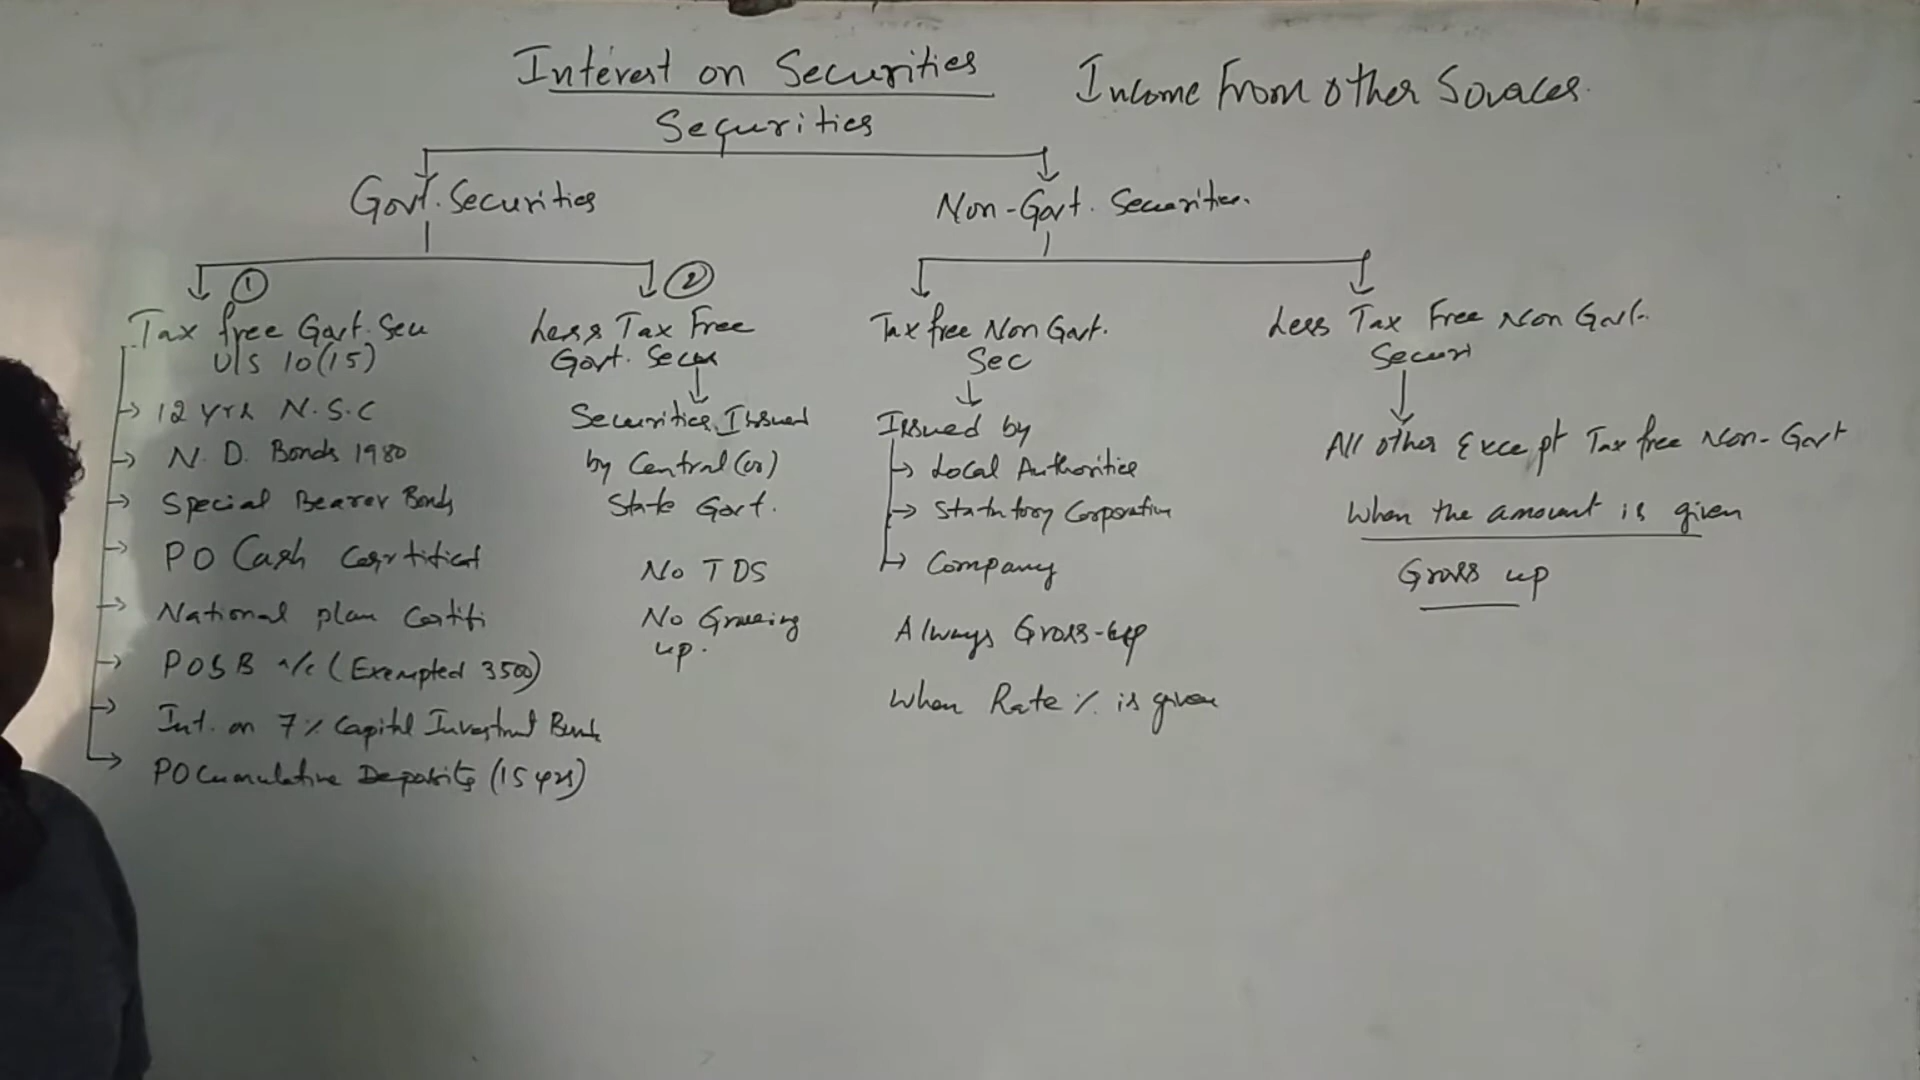 Interest on Securities
Income From Other Sources.
Securities
Govt. Securities
Non-Govt. Securities.
①
Tax free Govt. Secu
U/S 10(15)
→ 12 yrs N.S.C
→ N. D. Bonds 1980
→ Special Bearer Bonds
→ PO Cash Certificat
→ National plan Certifi
→ POSB a/c (Exempted 3500)
→ Int. on 7% Capital Investment Bonds
→ PO Cumulative Deposits (15 yrs)
②
Less Tax Free
Govt. Secu
Securities Issued
by Central (or)
State Govt.
No TDS
No Grossing
up.
Tax free Non Govt.
Sec
Issued by
→ Local Authorities
→ Statutory Corporation
→ Company
Always Gross-up
When Rate % is given
Less Tax Free Non Govt.
Securi
All other Except Tax free Non-Govt
When the amount is given
Gross up